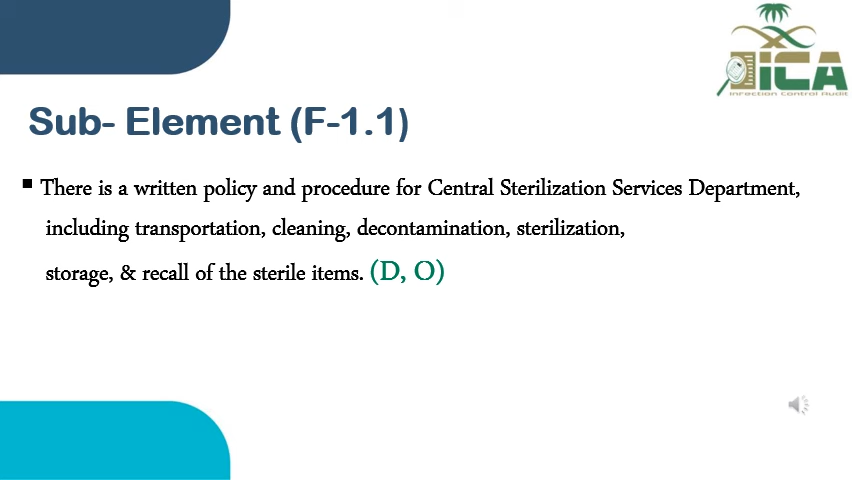 ICA
Infection Control Audit
Sub- Element (F-1.1)
▪ There is a written policy and procedure for Central Sterilization Services Department,
including transportation, cleaning, decontamination, sterilization,
storage, & recall of the sterile items. (D, O)